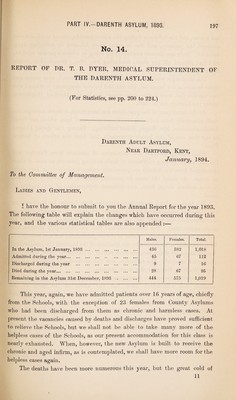 PART IV.—DARENTH ASYLUM, 1893. 197
No. 14.
REPORT OF DR. T. B. DYER, MEDICAL SUPERINTENDENT OF
THE DARENTH ASYLUM.
(For Statistics, see pp. 200 to 224.)
DARENTH ADULT ASYLUM,
NEAR DARTFORD, KENT,
January, 1894.
To the Committee of Management.
LADIES AND GENTLEMEN,
I have the honour to submit to you the Annual Report for the year 1893.
The following table will explain the changes which have occurred during this
year, and the various statistical tables are also appended :—
Males. Females. Total.
In the Asylum, 1st January, 1893 ... ... ... ...
Admitted during the year... ... ... ... ... 45 67 112
Discharged during the year ... ... ... ... 9 7 16
Died during the year... ... ... ... ...
Remaining in the Asylum 31st December, 1893 ... ... 444 575 1,019
This year, again, we have admitted patients over 16 years of age, chiefly
from the Schools, with the exception of 23 females from County Asylums
who had been discharged from them as chronic and harmless cases. At
present the vacancies caused by deaths and discharges have proved sufficient
to relieve the Schools, but we shall not be able to take many more of the
helpless cases of the Schools, as our present accommodation for this class is
nearly exhausted. When, however, the new Asylum is built to receive the
chronic and aged infirm, as is contemplated, we shall have more room for the
helpless cases again.
The deaths have been more numerous this year, but the great cold of
11